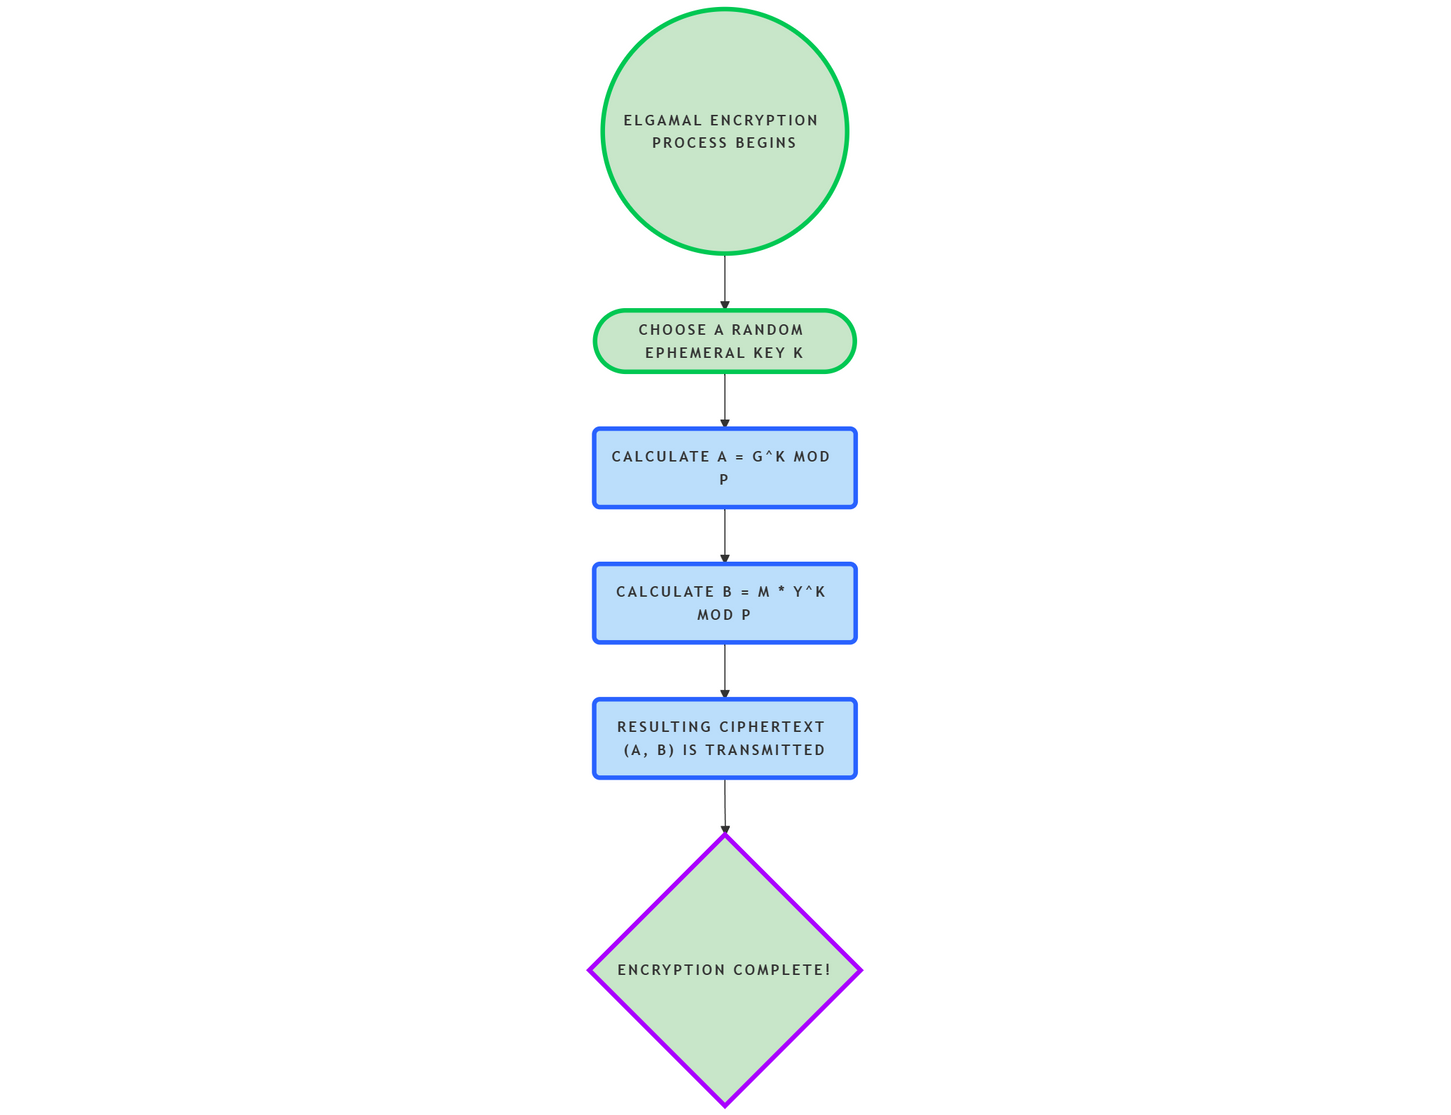 ELGAMAL ENCRYPTION
PROCESS BEGINS
CHOOSE A RANDOM
EPHEMERAL KEY K
CALCULATE A = G^K MOD
P
CALCULATE B = M * Y^K
MOD P
RESULTING CIPHERTEXT
(A, B) IS TRANSMITTED
ENCRYPTION COMPLETE!